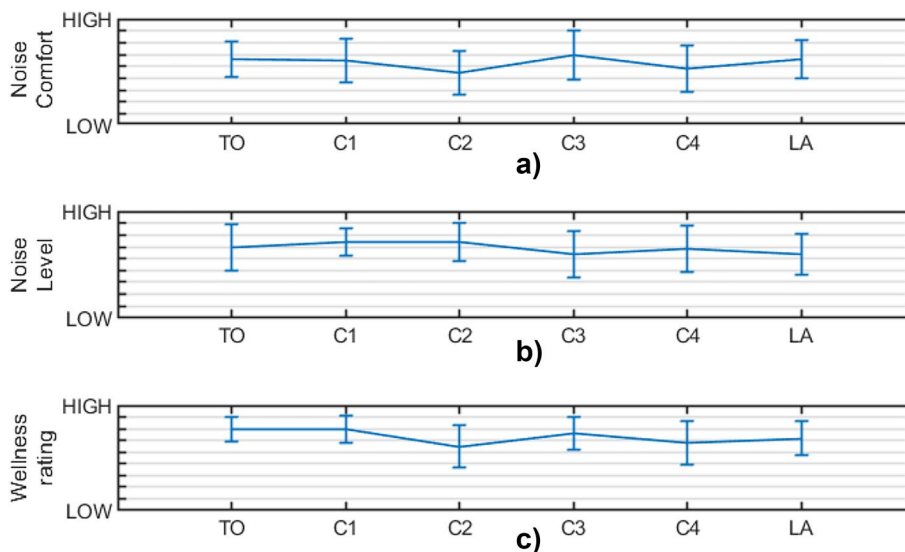 HIGH
Noise
Comfort
LOW
TO C1 C2 C3 C4 LA
a)
HIGH
Noise
Level
LOW
TO C1 C2 C3 C4 LA
b)
HIGH
Wellness
rating
LOW
TO C1 C2 C3 C4 LA
c)